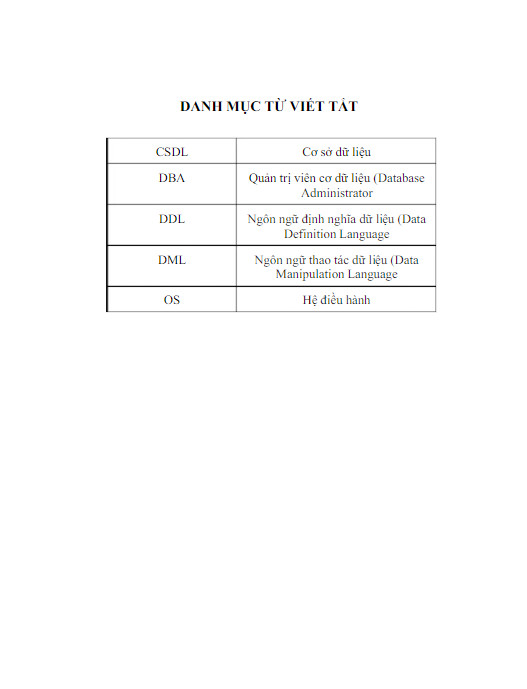 DANH MỤC TỪ VIẾT TẮT
CSDL Cơ sở dữ liệu
DBA Quản trị viên cơ dữ liệu (Database
Administrator
DDL Ngôn ngữ định nghĩa dữ liệu (Data
Definition Language
DML Ngôn ngữ thao tác dữ liệu (Data
Manipulation Language
OS Hệ điều hành